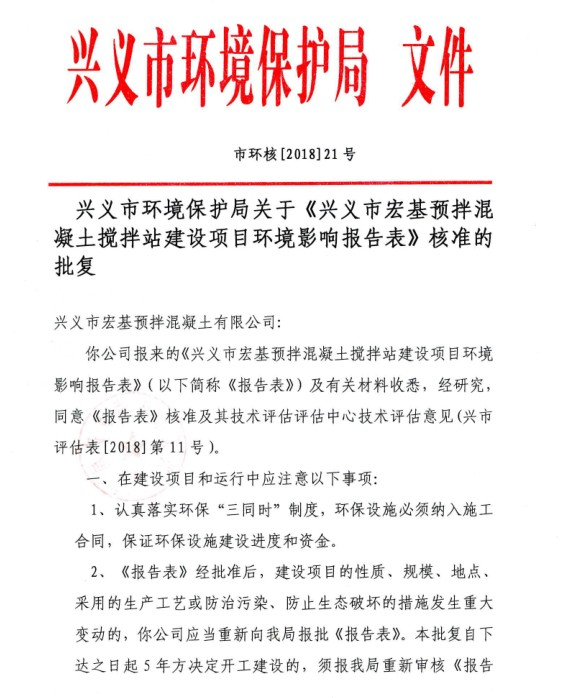 兴义市环境保护局 文件
市环核[2018]21号
兴义市环境保护局关于《兴义市宏基预拌混
凝土搅拌站建设项目环境影响报告表》核准的
批复
兴义市宏基预拌混凝土有限公司：
你公司报来的《兴义市宏基预拌混凝土搅拌站建设项目环境
影响报告表》(以下简称《报告表》)及有关材料收悉，经研究，
同意《报告表》核准及其技术评估评估中心技术评估意见(兴市
评估表[2018]第11号)。
一、在建设项目和运行中应注意以下事项：
1、认真落实环保“三同时”制度，环保设施必须纳入施工
合同，保证环保设施建设进度和资金。
2、《报告表》经批准后，建设项目的性质、规模、地点、
采用的生产工艺或防治污染、防止生态破坏的措施发生重大
变动的，你公司应当重新向我局报批《报告表》。本批复自下
达之日起5年方决定开工建设的，须报我局重新审核《报告